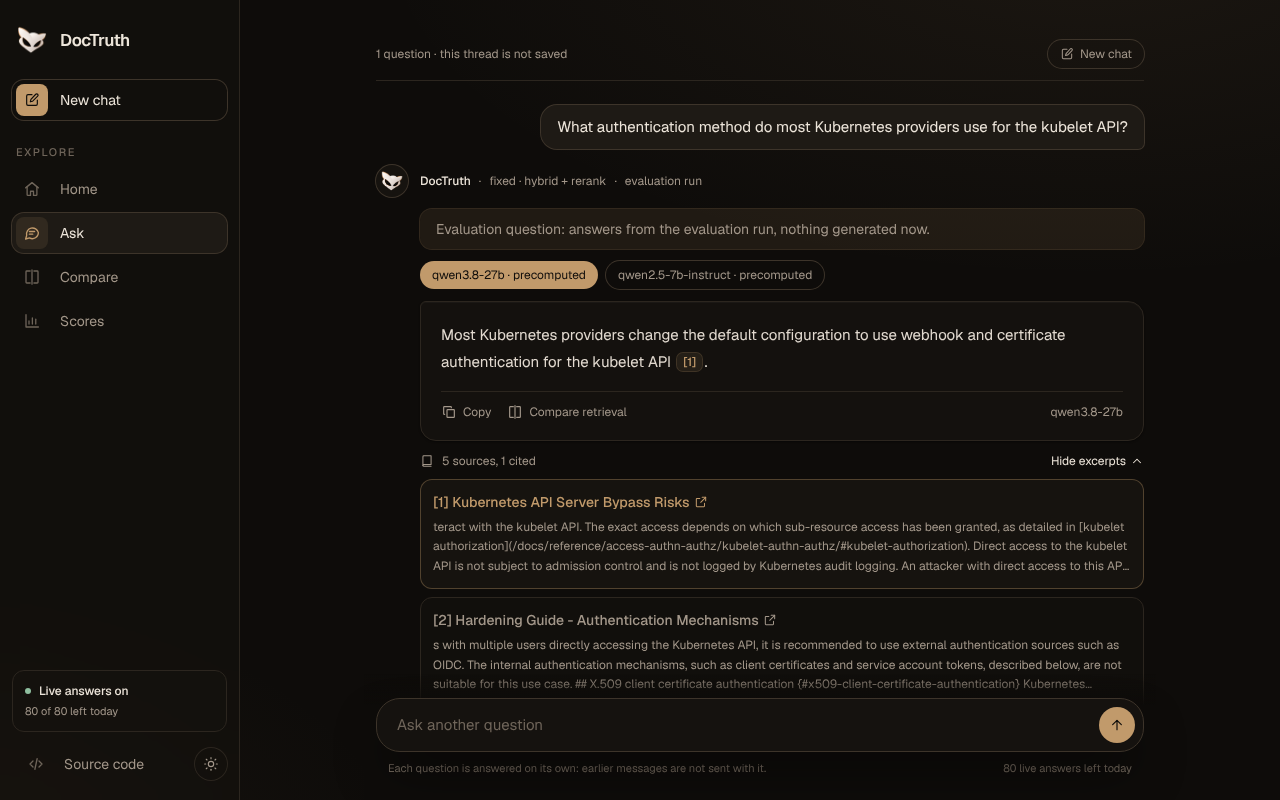 DocTruth
New chat
EXPLORE
Home
Ask
Compare
Scores
Live answers on
80 of 80 left today
Source code
1 question · this thread is not saved
New chat
What authentication method do most Kubernetes providers use for the kubelet API?
DocTruth · fixed · hybrid + rerank · evaluation run
Evaluation question: answers from the evaluation run, nothing generated now.
qwen3.8-27b · precomputed
qwen2.5-7b-instruct · precomputed
Most Kubernetes providers change the default configuration to use webhook and certificate
authentication for the kubelet API [1].
Copy
Compare retrieval
qwen3.8-27b
5 sources, 1 cited
Hide excerpts
[1] Kubernetes API Server Bypass Risks
teract with the kubelet API. The exact access depends on which sub-resource access has been granted, as detailed in [kubelet
authorization](/docs/reference/access-authn-authz/kubelet-authn-authz/#kubelet-authorization). Direct access to the kubelet
API is not subject to admission control and is not logged by Kubernetes audit logging. An attacker with direct access to this AP…
[2] Hardening Guide - Authentication Mechanisms
s with multiple users directly accessing the Kubernetes API, it is recommended to use external authentication sources such as
OIDC. The internal authentication mechanisms, such as client certificates and service account tokens, described below, are not
suitable for this use case. ## X.509 client certificate authentication {#x509-client-certificate-authentication} Kubernetes…
Ask another question
Each question is answered on its own: earlier messages are not sent with it.
80 live answers left today